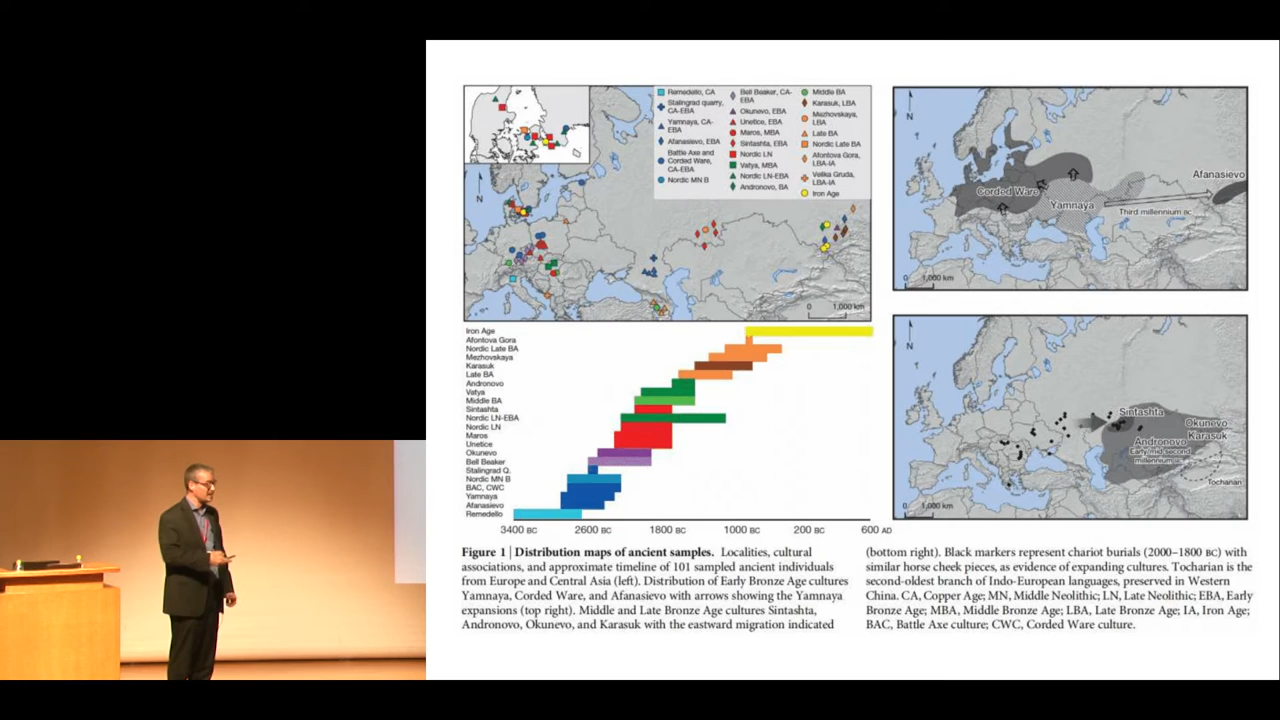 Remedello, CA
Stalingrad quarry,
CA-EBA
Yamnaya, CA-
EBA
Afanasievo, EBA
Battle Axe and
Corded Ware,
CA-EBA
Nordic MN B
Bell Beaker, CA-
EBA
Okunevo, EBA
Unetice, EBA
Maros, MBA
Sintashta, EBA
Nordic LN
Vatya, MBA
Nordic LN-EBA
Andronovo, BA
Middle BA
Karasuk, LBA
Mezhovskaya,
LBA
Late BA
Nordic Late BA
Afontova Gora,
LBA-IA
Velika Gruda,
LBA-IA
Iron Age
N
N
0 1,000 km
Iron Age
Afontova Gora
Nordic Late BA
Mezhovskaya
Karasuk
Late BA
Andronovo
Vatya
Middle BA
Sintashta
Nordic LN-EBA
Nordic LN
Maros
Unetice
Okunevo
Bell Beaker
Stalingrad Q.
Nordic MN B
BAC, CWC
Yamnaya
Afanasievo
Remedello
3400 BC 2600 BC 1800 BC 1000 BC 200 BC 600 AD
N
Corded Ware
Yamnaya
Afanasievo
Third millennium BC
0 1,000 km
N
Sintashta
Okunevo
Karasuk
Andronovo
Early/mid second
millennium BC
Tocharian
0 1,000 km
Figure 1 | Distribution maps of ancient samples. Localities, cultural
associations, and approximate timeline of 101 sampled ancient individuals
from Europe and Central Asia (left). Distribution of Early Bronze Age cultures
Yamnaya, Corded Ware, and Afanasievo with arrows showing the Yamnaya
expansions (top right). Middle and Late Bronze Age cultures Sintashta,
Andronovo, Okunevo, and Karasuk with the eastward migration indicated
(bottom right). Black markers represent chariot burials (2000–1800 BC) with
similar horse cheek pieces, as evidence of expanding cultures. Tocharian is the
second-oldest branch of Indo-European languages, preserved in Western
China. CA, Copper Age; MN, Middle Neolithic; LN, Late Neolithic; EBA, Early
Bronze Age; MBA, Middle Bronze Age; LBA, Late Bronze Age; IA, Iron Age;
BAC, Battle Axe culture; CWC, Corded Ware culture.